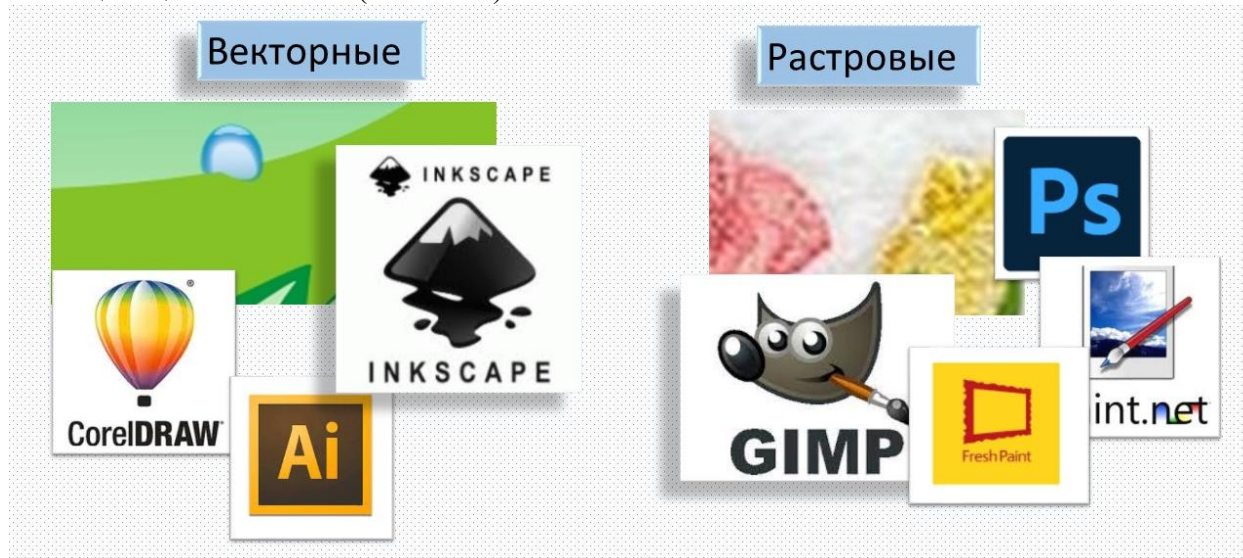 Векторные
Растровые
INKSCAPE
INKSCAPE
CorelDRAW®
Ai
Ps
GIMP
Fresh Paint
int.net